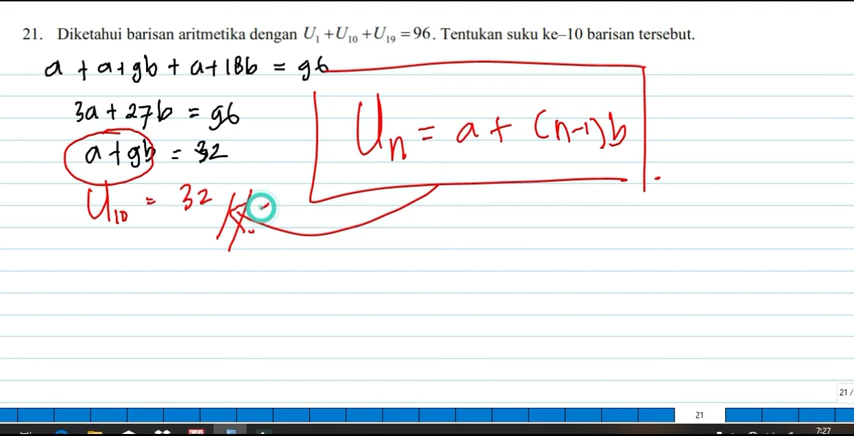 21. Diketahui barisan aritmetika dengan U₁ + U₁₀ + U₁₉ = 96. Tentukan suku ke–10 barisan tersebut.
a + a+9b + a+18b = 96
3a + 27b = 96
a+9b = 32
U₁₀ = 32
Uₙ = a + (n-1)b
21 /
21
7:27